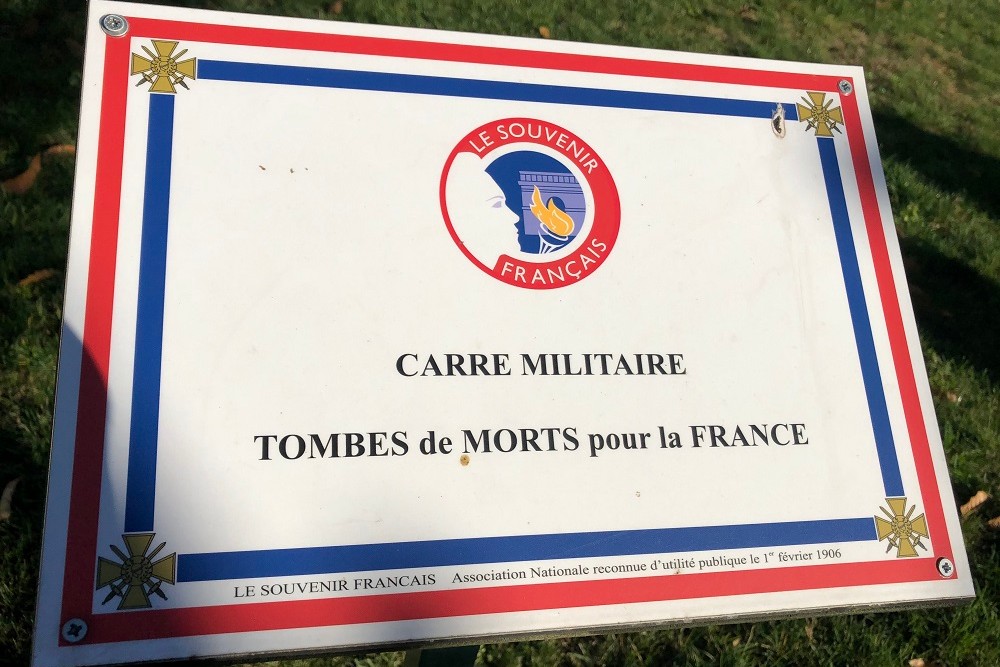 LE SOUVENIR
FRANÇAIS
CARRE MILITAIRE
TOMBES de MORTS pour la FRANCE
LE SOUVENIR FRANCAIS Association Nationale reconnue d'utilité publique le 1er février 1906